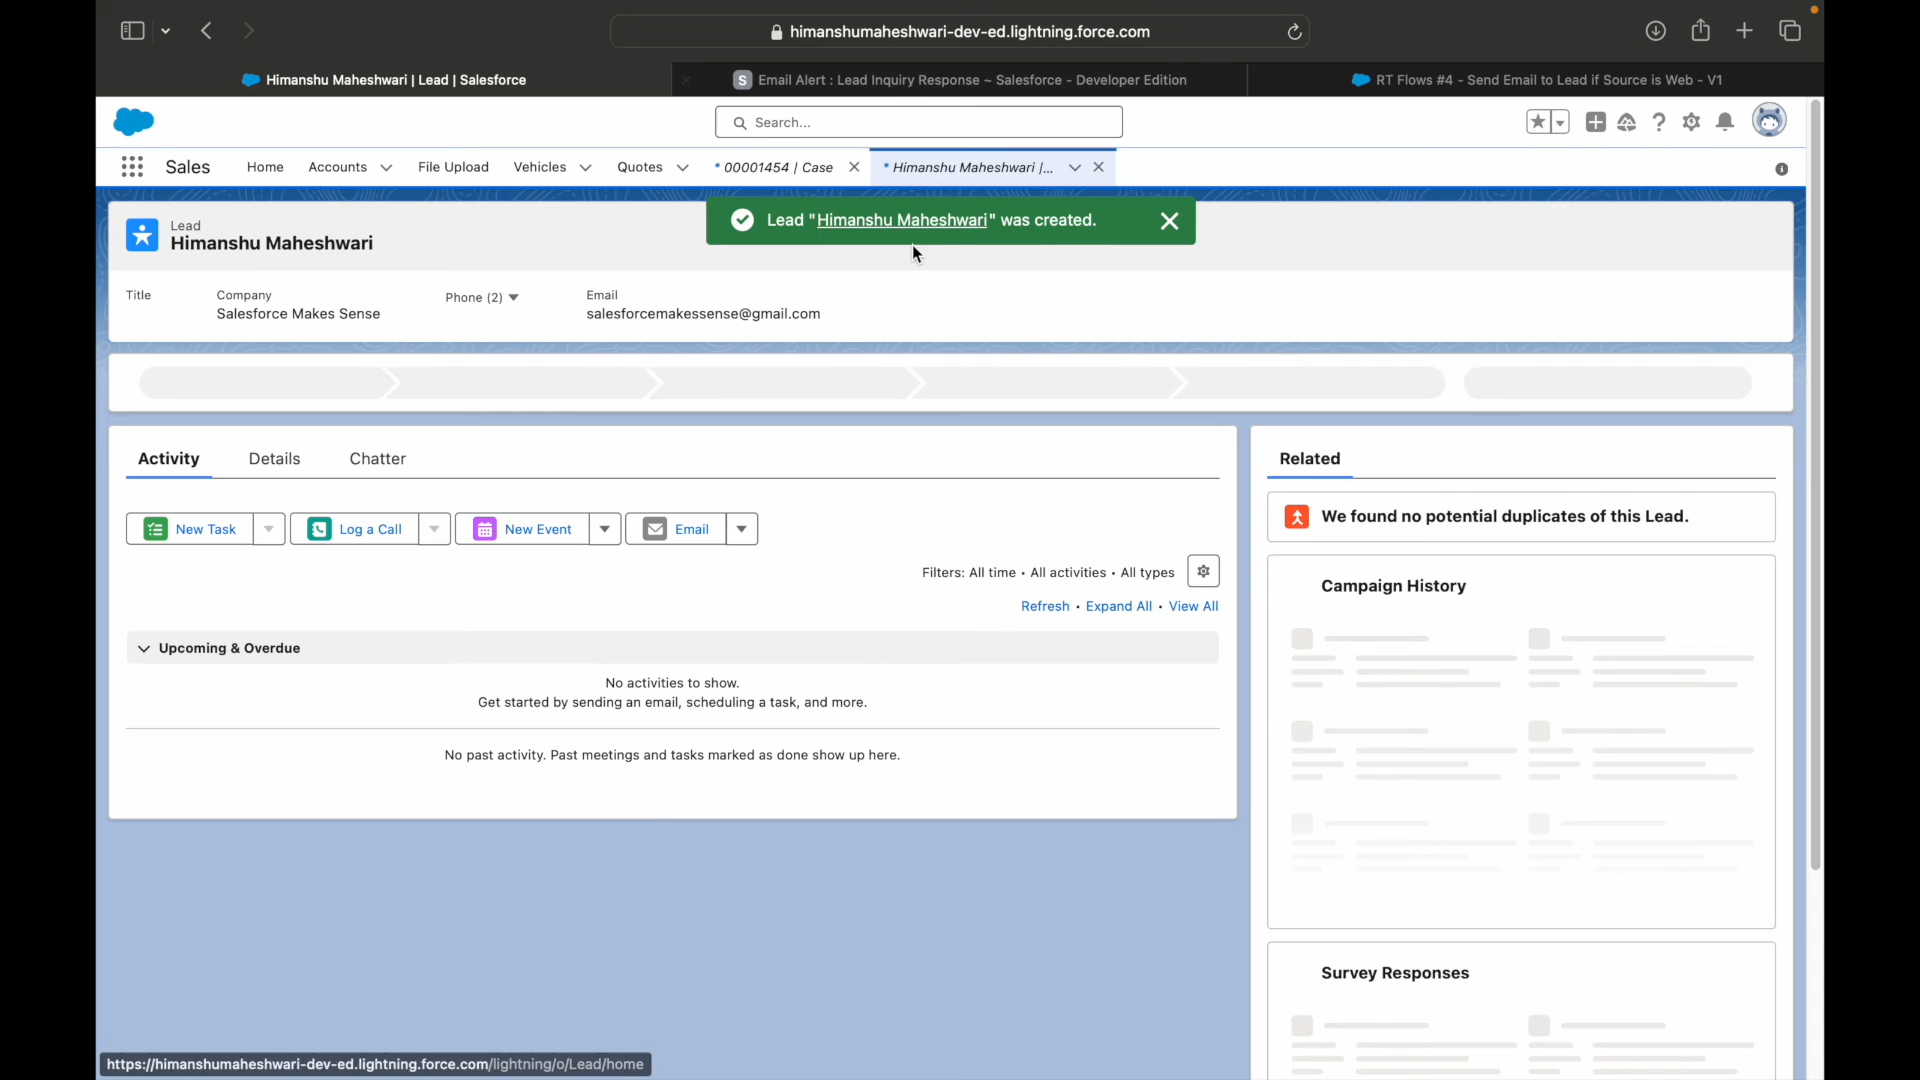 himanshumaheshwari-dev-ed.lightning.force.com
Himanshu Maheshwari | Lead | Salesforce
S Email Alert : Lead Inquiry Response ~ Salesforce - Developer Edition
RT Flows #4 - Send Email to Lead if Source is Web - V1
Search...
Sales
Home
Accounts
File Upload
Vehicles
Quotes
* 00001454 | Case
* Himanshu Maheshwari |...
Lead "Himanshu Maheshwari" was created.
Lead
Himanshu Maheshwari
Title
Company
Phone (2)
Email
Salesforce Makes Sense
salesforcemakessense@gmail.com
Activity
Details
Chatter
New Task
Log a Call
New Event
Email
Filters: All time • All activities • All types
Refresh • Expand All • View All
Upcoming & Overdue
No activities to show.
Get started by sending an email, scheduling a task, and more.
No past activity. Past meetings and tasks marked as done show up here.
Related
We found no potential duplicates of this Lead.
Campaign History
Survey Responses
https://himanshumaheshwari-dev-ed.lightning.force.com/lightning/o/Lead/home